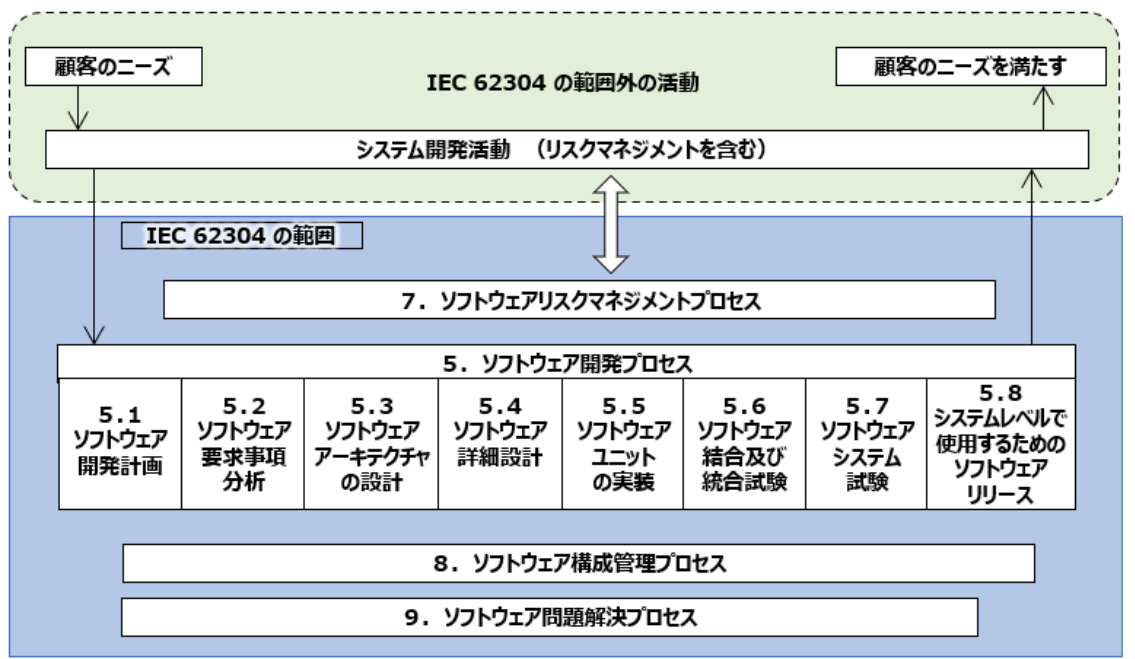 顧客のニーズ
顧客のニーズを満たす
IEC 62304 の範囲外の活動
システム開発活動 （リスクマネジメントを含む）
IEC 62304 の範囲
7．ソフトウェアリスクマネジメントプロセス
5．ソフトウェア開発プロセス
5.1
ソフトウェア
開発計画
5.2
ソフトウェア
要求事項
分析
5.3
ソフトウェア
アーキテクチャ
の設計
5.4
ソフトウェア
詳細設計
5.5
ソフトウェア
ユニット
の実装
5.6
ソフトウェア
結合及び
統合試験
5.7
ソフトウェア
システム
試験
5.8
システムレベルで
使用するための
ソフトウェア
リリース
8．ソフトウェア構成管理プロセス
9．ソフトウェア問題解決プロセス